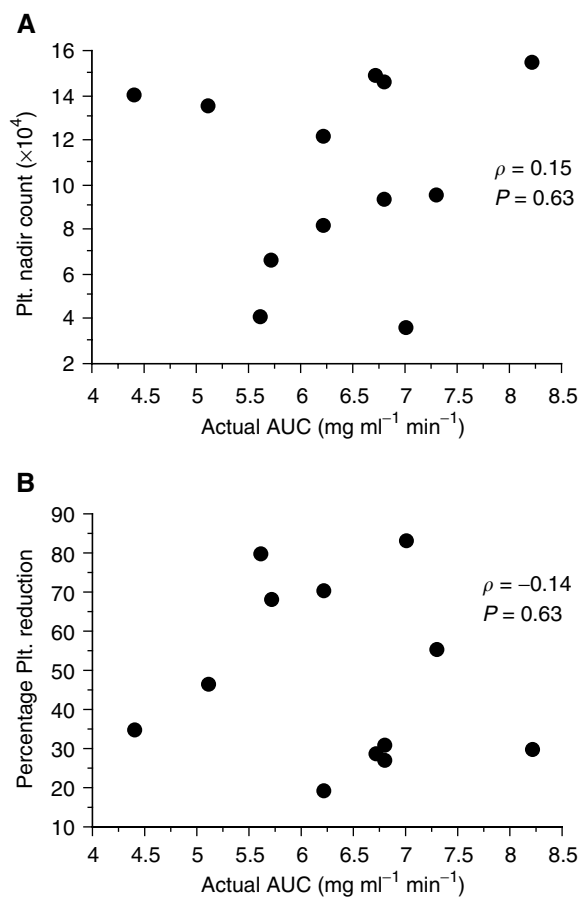 A
16
14
12
10
8
6
4
2
Plt. nadir count (×10⁴)
ρ = 0.15
P = 0.63
4 4.5 5 5.5 6 6.5 7 7.5 8 8.5
Actual AUC (mg ml⁻¹ min⁻¹)
B
90
80
70
60
50
40
30
20
10
Percentage Plt. reduction
ρ = −0.14
P = 0.63
4 4.5 5 5.5 6 6.5 7 7.5 8 8.5
Actual AUC (mg ml⁻¹ min⁻¹)